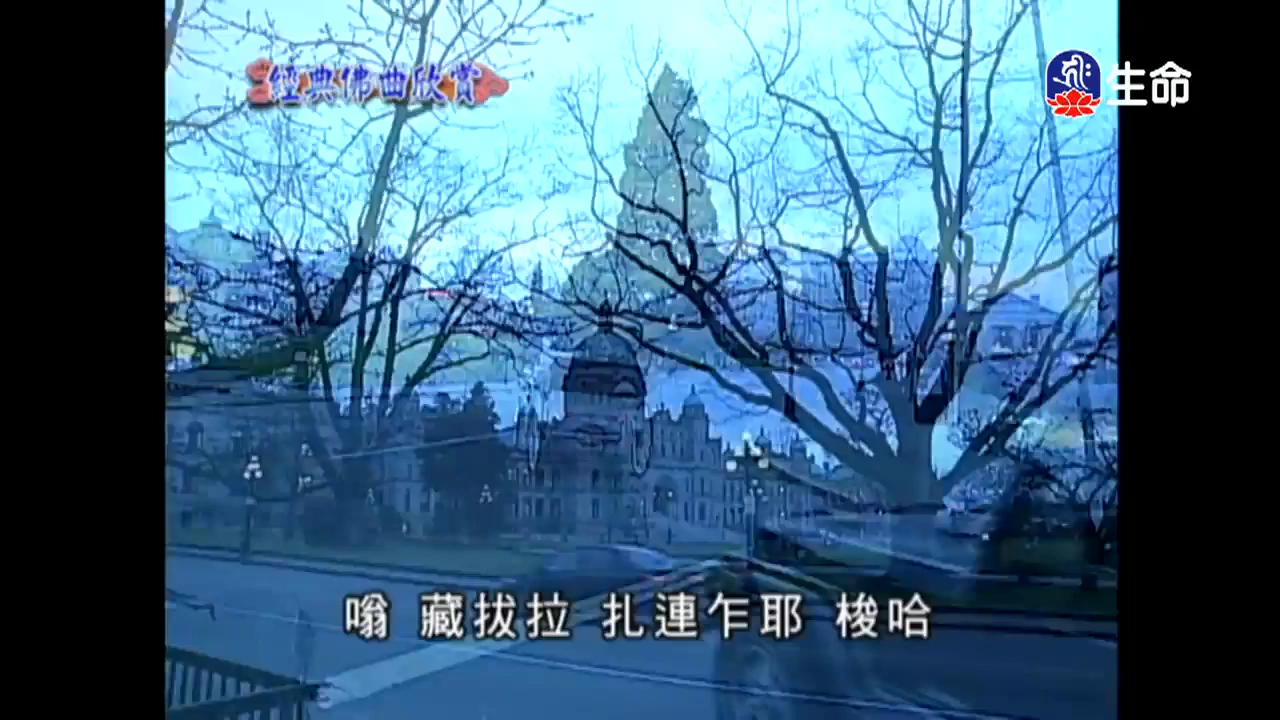 經典佛曲欣賞
生命
嗡 藏拔拉 扎連乍耶 梭哈